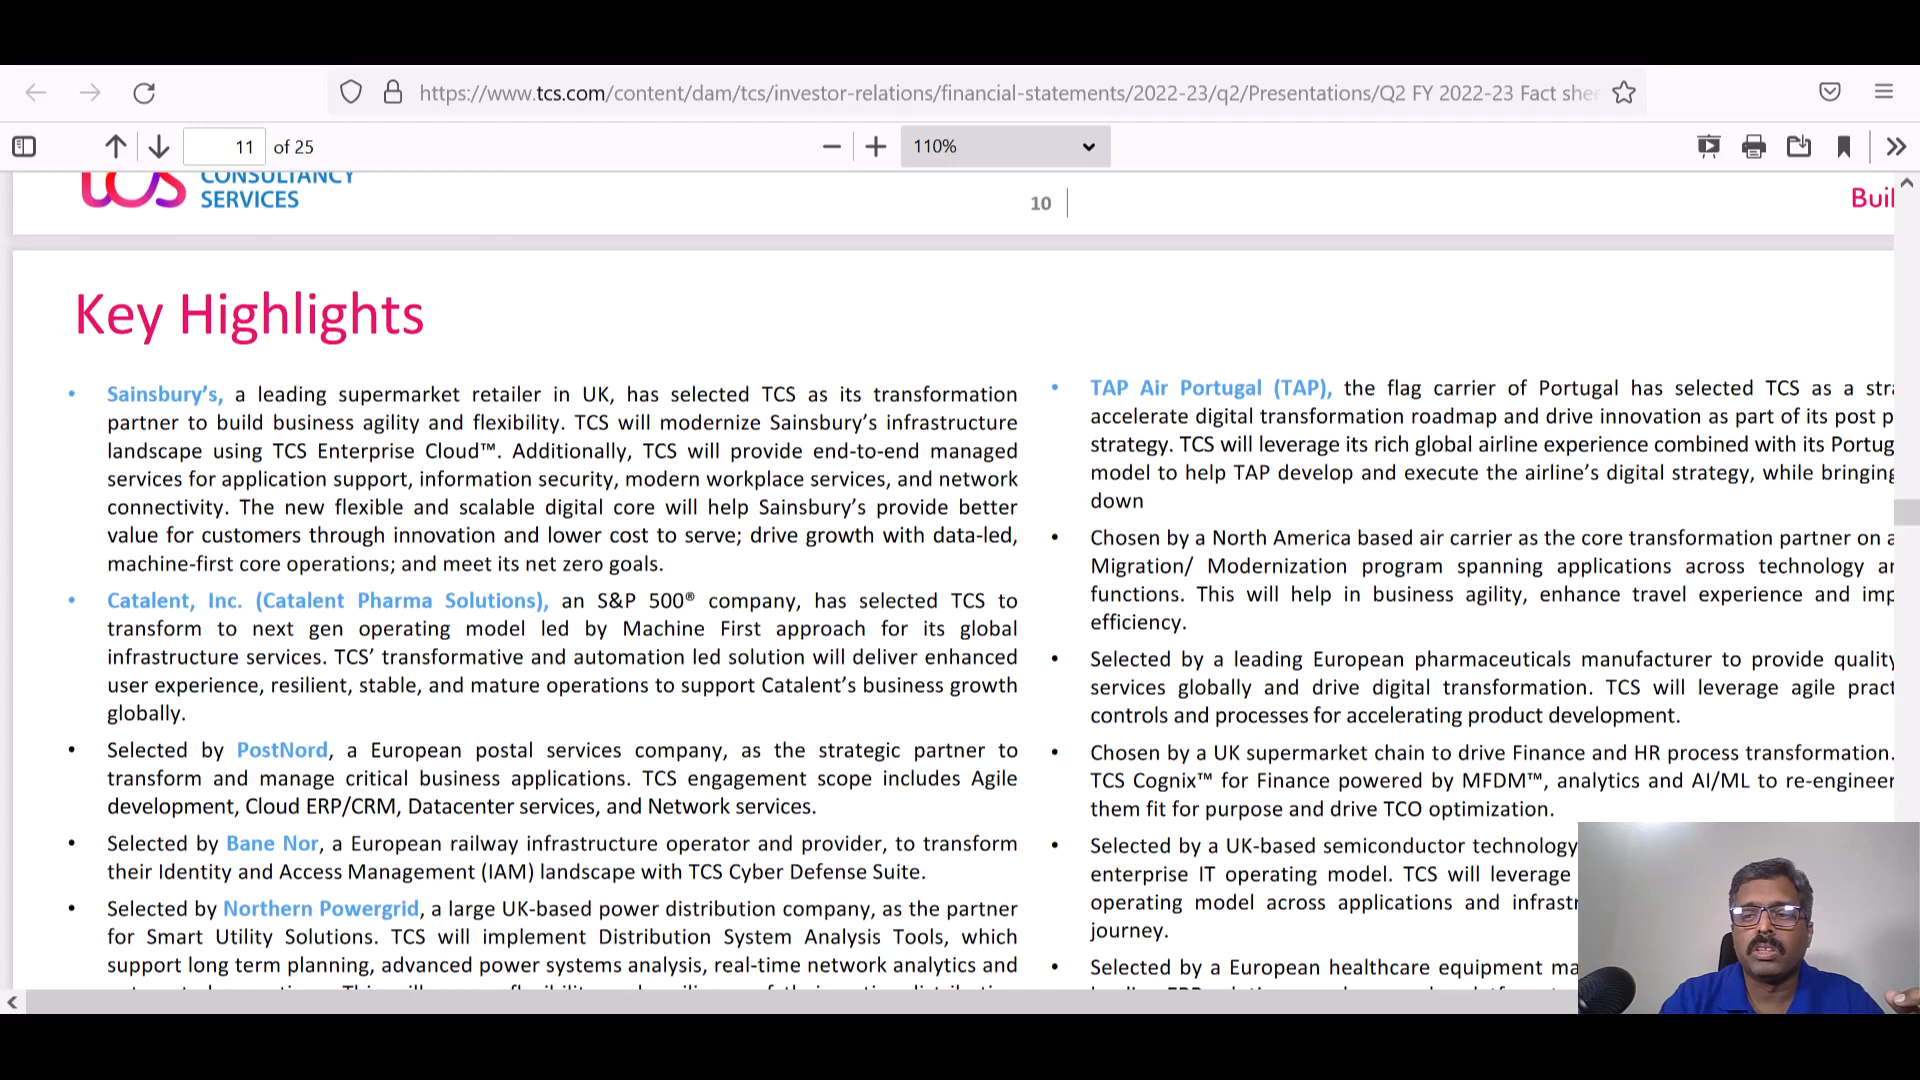 https://www.tcs.com/content/dam/tcs/investor-relations/financial-statements/2022-23/q2/Presentations/Q2 FY 2022-23 Fact shee
11 of 25
110%
tcs CONSULTANCY
SERVICES
10
Buil
Key Highlights
• Sainsbury’s, a leading supermarket retailer in UK, has selected TCS as its transformation
partner to build business agility and flexibility. TCS will modernize Sainsbury’s infrastructure
landscape using TCS Enterprise Cloud™. Additionally, TCS will provide end-to-end managed
services for application support, information security, modern workplace services, and network
connectivity. The new flexible and scalable digital core will help Sainsbury’s provide better
value for customers through innovation and lower cost to serve; drive growth with data-led,
machine-first core operations; and meet its net zero goals.
• Catalent, Inc. (Catalent Pharma Solutions), an S&P 500® company, has selected TCS to
transform to next gen operating model led by Machine First approach for its global
infrastructure services. TCS’ transformative and automation led solution will deliver enhanced
user experience, resilient, stable, and mature operations to support Catalent’s business growth
globally.
• Selected by PostNord, a European postal services company, as the strategic partner to
transform and manage critical business applications. TCS engagement scope includes Agile
development, Cloud ERP/CRM, Datacenter services, and Network services.
• Selected by Bane Nor, a European railway infrastructure operator and provider, to transform
their Identity and Access Management (IAM) landscape with TCS Cyber Defense Suite.
• Selected by Northern Powergrid, a large UK-based power distribution company, as the partner
for Smart Utility Solutions. TCS will implement Distribution System Analysis Tools, which
support long term planning, advanced power systems analysis, real-time network analytics and
• TAP Air Portugal (TAP), the flag carrier of Portugal has selected TCS as a stra
accelerate digital transformation roadmap and drive innovation as part of its post p
strategy. TCS will leverage its rich global airline experience combined with its Portug
model to help TAP develop and execute the airline’s digital strategy, while bringing
down
• Chosen by a North America based air carrier as the core transformation partner on a
Migration/ Modernization program spanning applications across technology an
functions. This will help in business agility, enhance travel experience and imp
efficiency.
• Selected by a leading European pharmaceuticals manufacturer to provide quality
services globally and drive digital transformation. TCS will leverage agile pract
controls and processes for accelerating product development.
• Chosen by a UK supermarket chain to drive Finance and HR process transformation.
TCS Cognix™ for Finance powered by MFDM™, analytics and AI/ML to re-engineer
them fit for purpose and drive TCO optimization.
• Selected by a UK-based semiconductor technology
enterprise IT operating model. TCS will leverage
operating model across applications and infrastr
journey.
• Selected by a European healthcare equipment ma